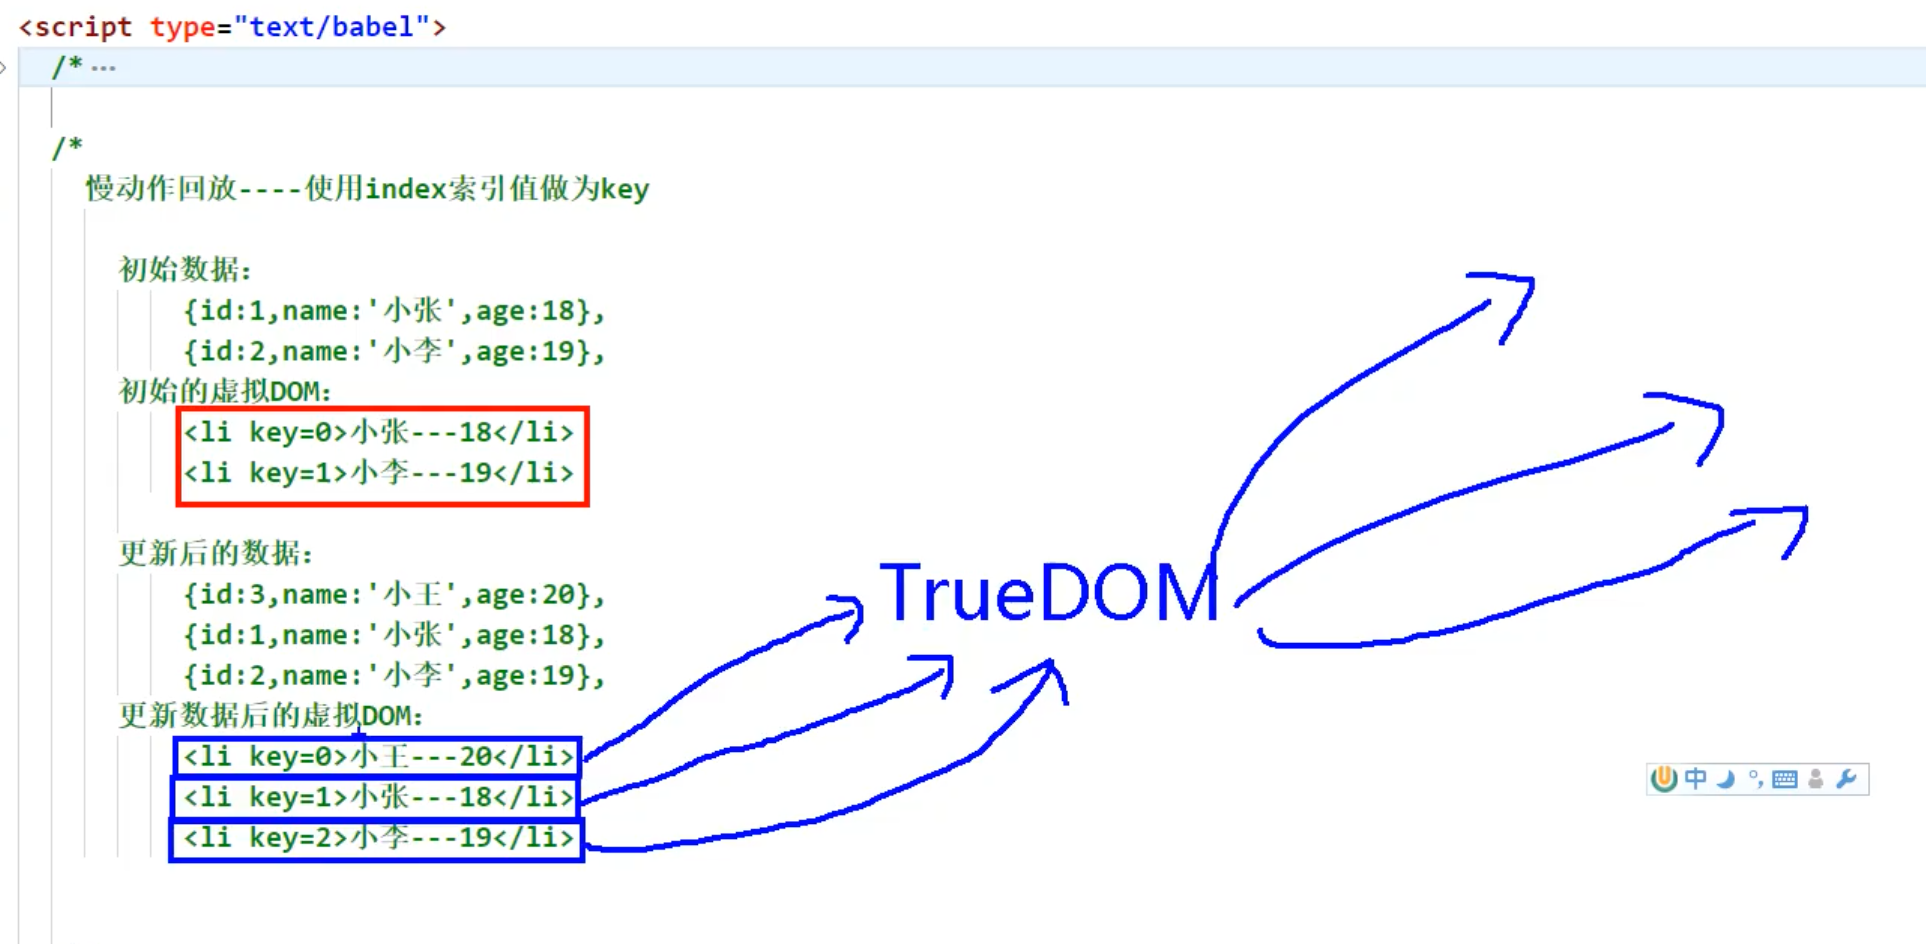 <script type="text/babel">
/* ···
/*
慢动作回放----使用index索引值做为key
初始数据：
{id:1,name:'小张',age:18},
{id:2,name:'小李',age:19},
初始的虚拟DOM：
<li key=0>小张---18</li>
<li key=1>小李---19</li>
更新后的数据：
{id:3,name:'小王',age:20},
{id:1,name:'小张',age:18},
{id:2,name:'小李',age:19},
更新数据后的虚拟DOM：
<li key=0>小王---20</li>
<li key=1>小张---18</li>
<li key=2>小李---19</li>
TrueDOM
中